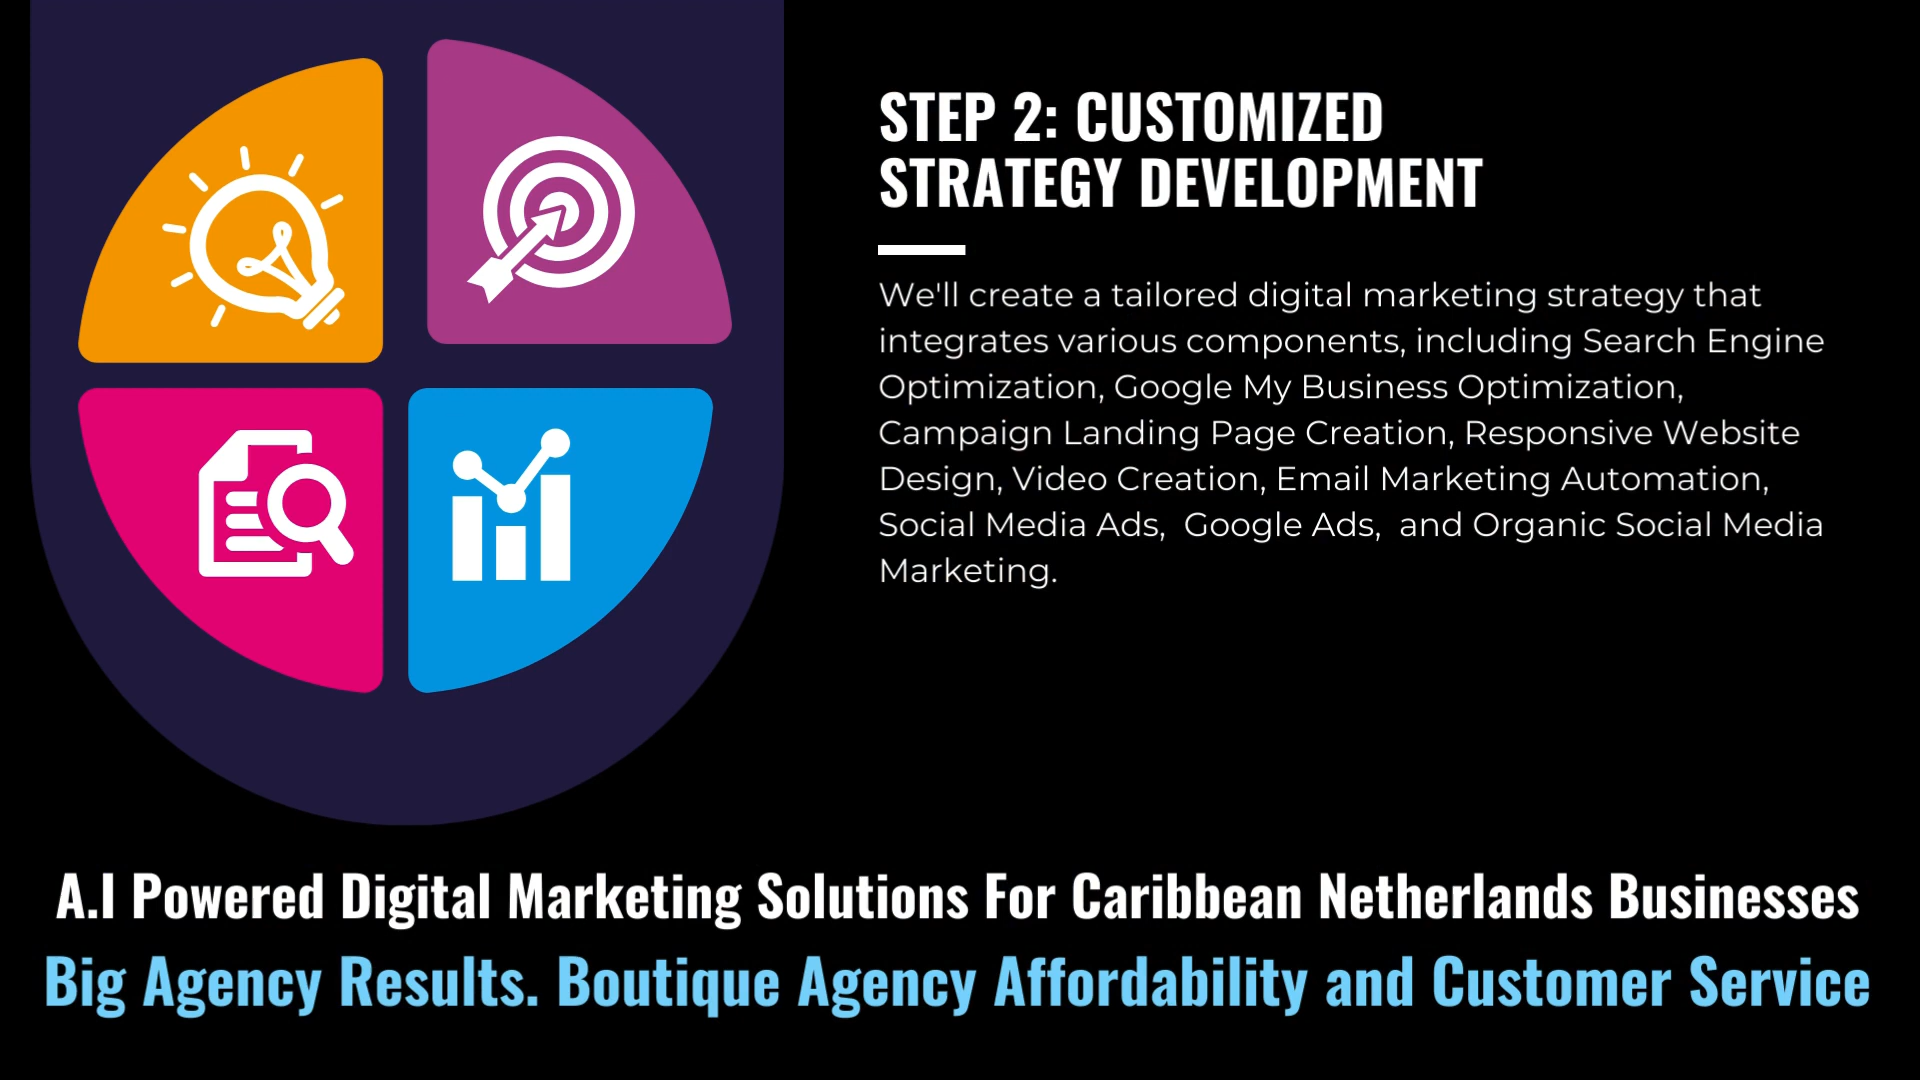 STEP 2: CUSTOMIZED
STRATEGY DEVELOPMENT
We'll create a tailored digital marketing strategy that
integrates various components, including Search Engine
Optimization, Google My Business Optimization,
Campaign Landing Page Creation, Responsive Website
Design, Video Creation, Email Marketing Automation,
Social Media Ads,  Google Ads,  and Organic Social Media
Marketing.
A.I Powered Digital Marketing Solutions For Caribbean Netherlands Businesses
Big Agency Results. Boutique Agency Affordability and Customer Service